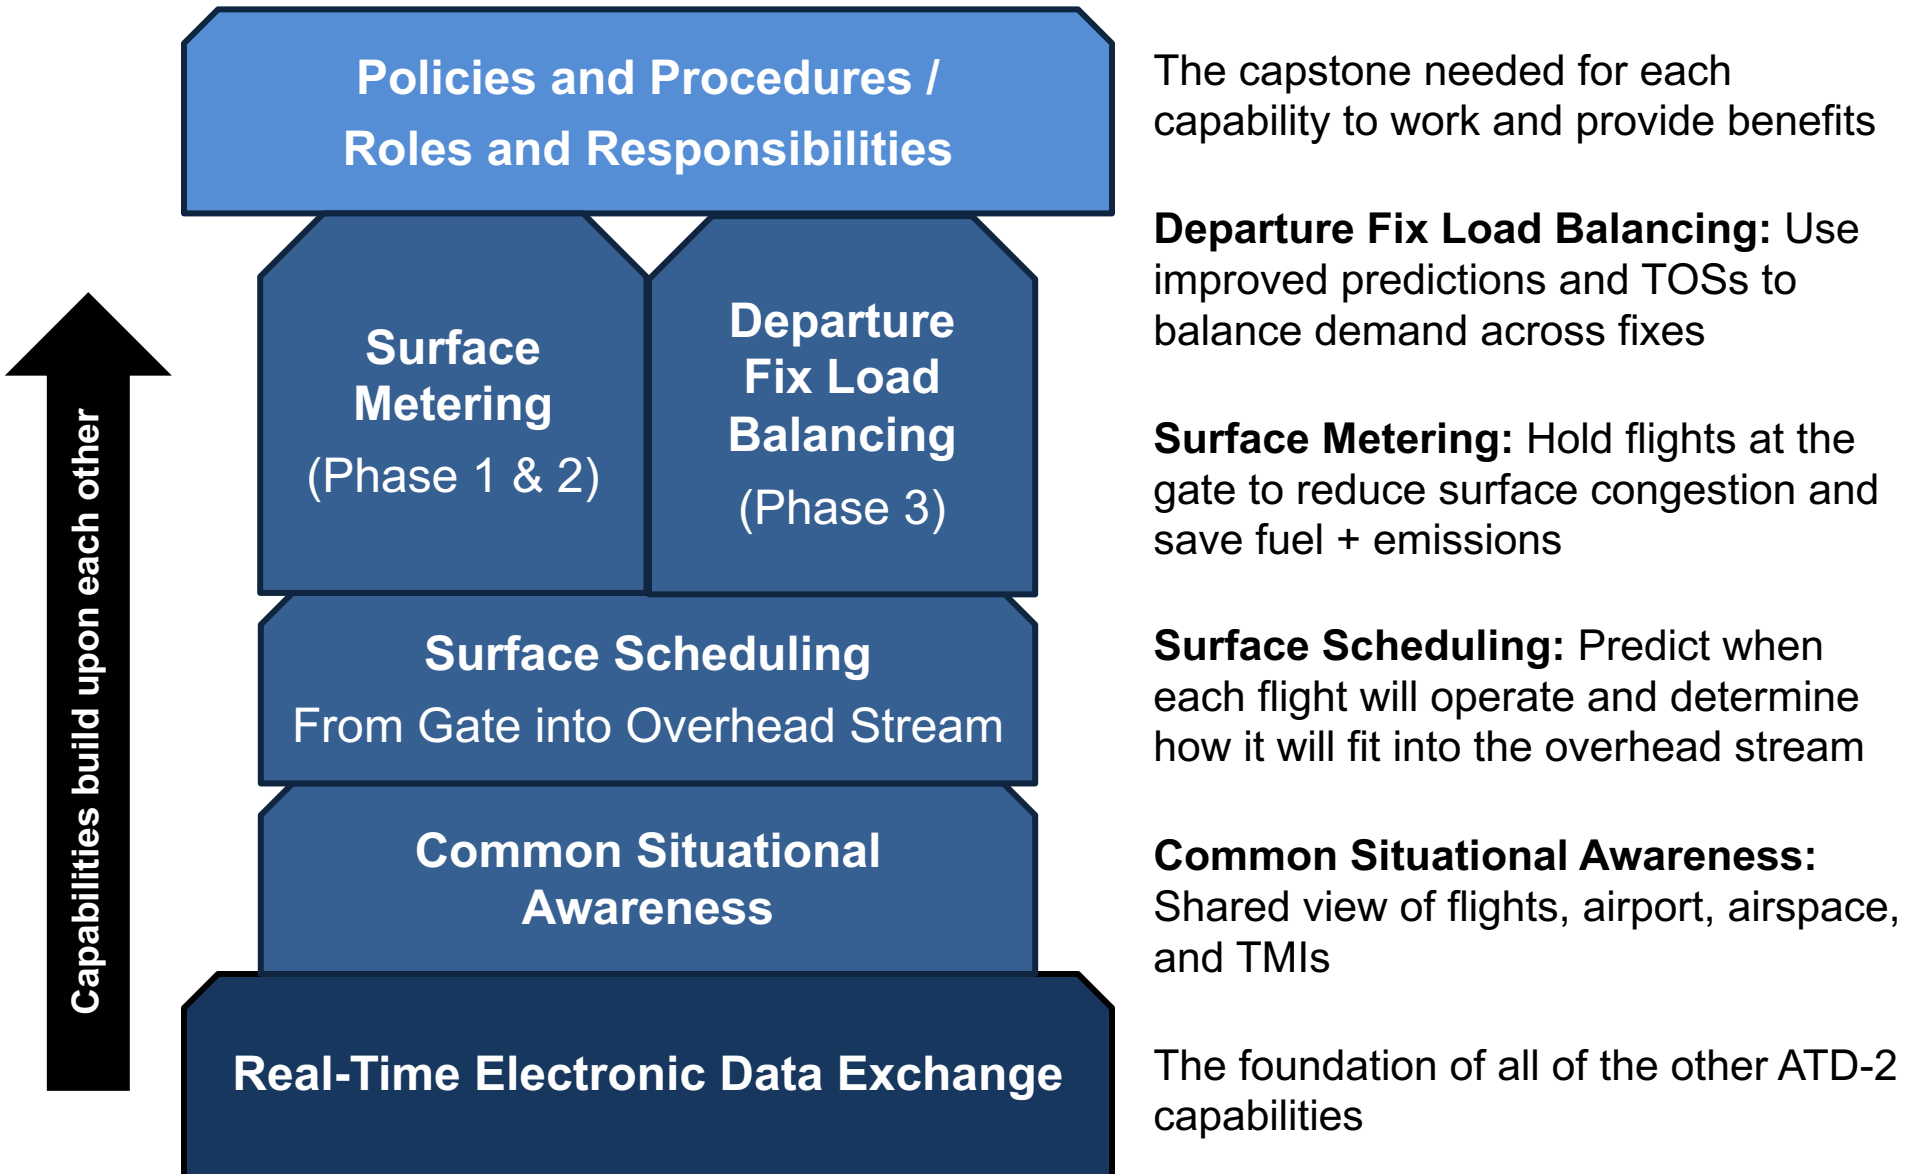 Policies and Procedures /
Roles and Responsibilities
The capstone needed for each
capability to work and provide benefits
Surface
Metering
(Phase 1 & 2)
Departure
Fix Load
Balancing
(Phase 3)
Departure Fix Load Balancing: Use
improved predictions and TOSs to
balance demand across fixes
Surface Metering: Hold flights at the
gate to reduce surface congestion and
save fuel + emissions
Capabilities build upon each other
Surface Scheduling
From Gate into Overhead Stream
Surface Scheduling: Predict when
each flight will operate and determine
how it will fit into the overhead stream
Common Situational
Awareness
Common Situational Awareness:
Shared view of flights, airport, airspace,
and TMIs
Real-Time Electronic Data Exchange
The foundation of all of the other ATD-2
capabilities